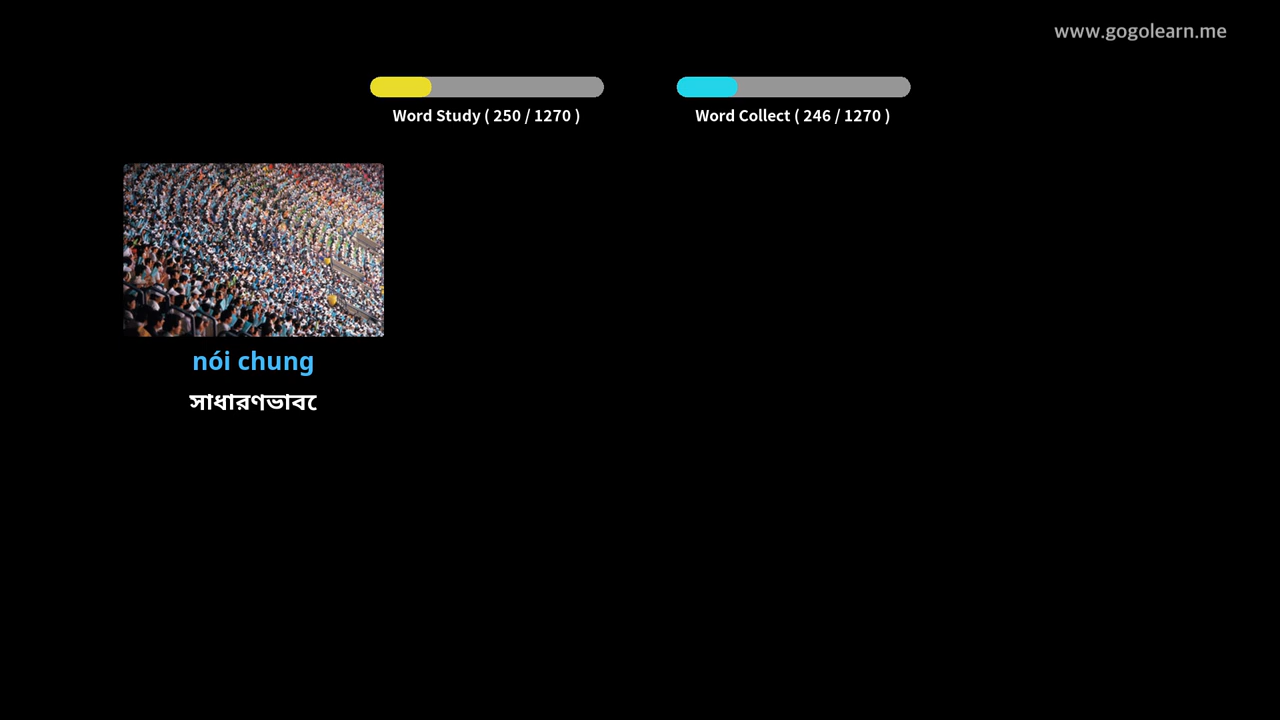 www.gogolearn.me
Word Study ( 250 / 1270 )
Word Collect ( 246 / 1270 )
nói chung
সাধারণভাবে